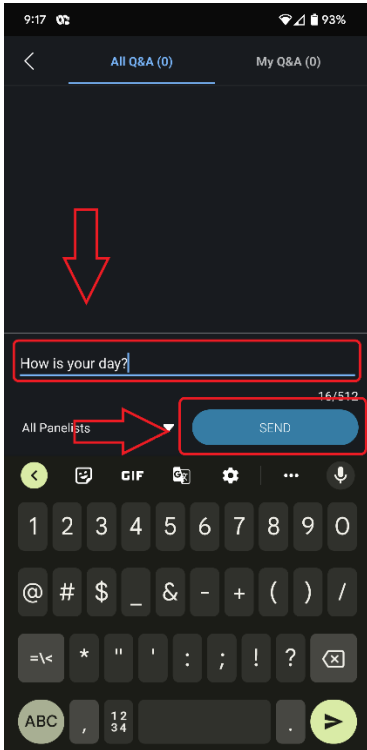 9:17 93%
All Q&A (0) My Q&A (0)
How is your day?
16/512
All Panelists SEND
GIF
1 2 3 4 5 6 7 8 9 0
@ # $ _ & - + ( ) /
=\< * " ' : ; ! ?
ABC , 12 .
34